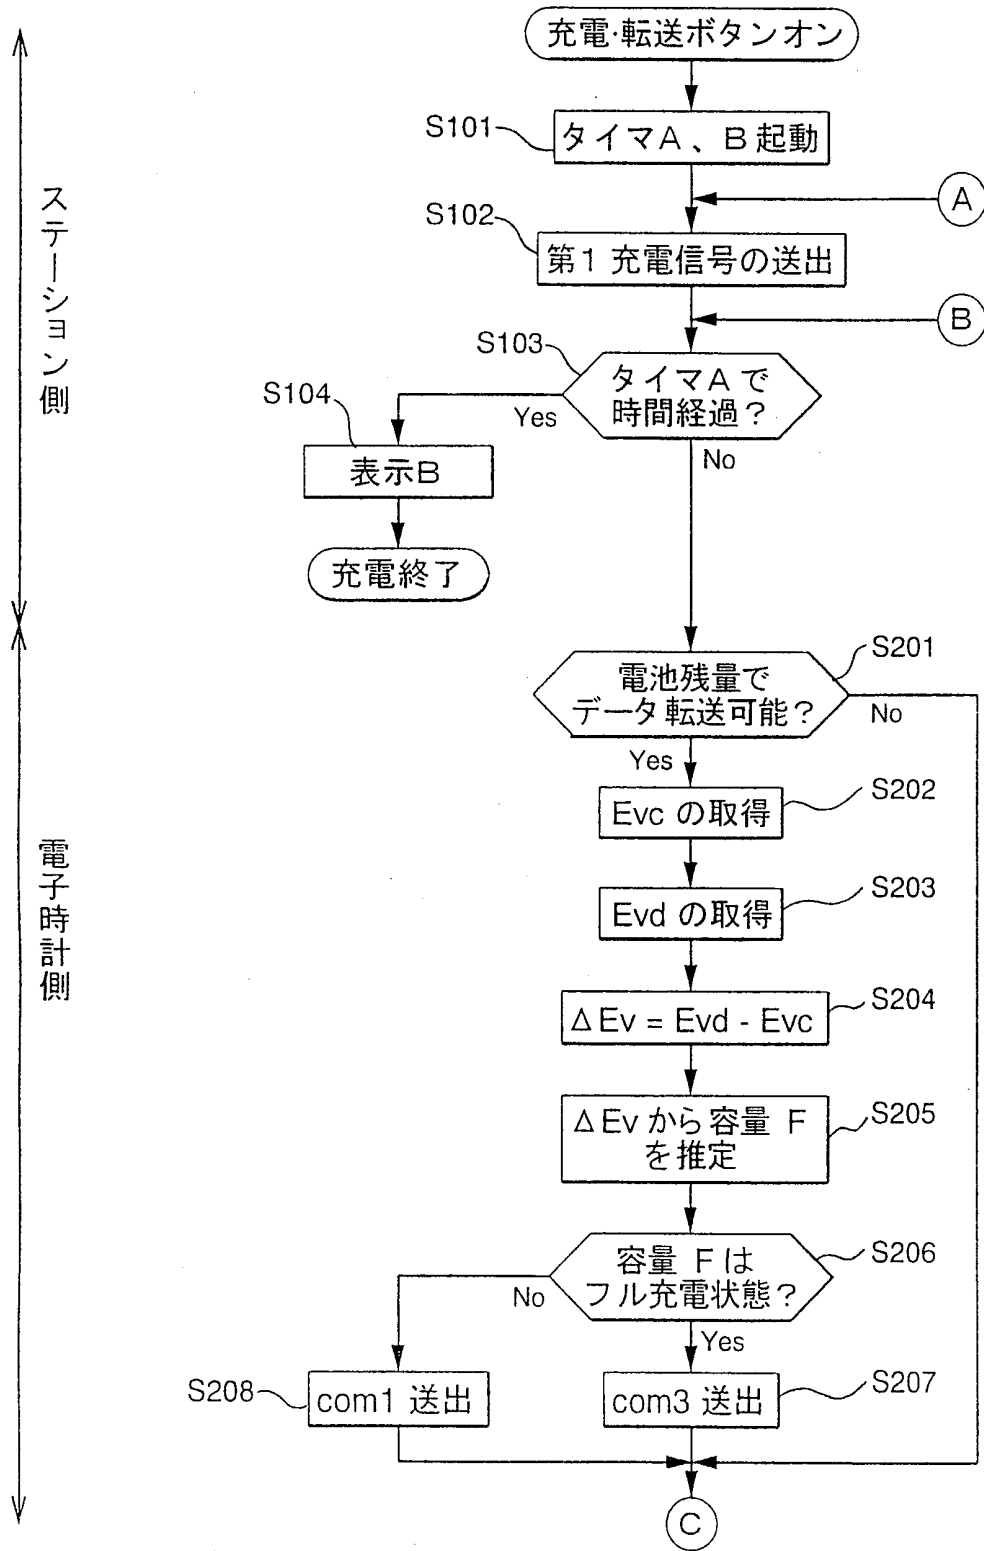 充電・転送ボタンオン
S101
タイマA、B起動
A
S102
第1充電信号の送出
B
S103
タイマAで
時間経過?
S104
Yes
No
表示B
充電終了
ステーション側
S201
電池残量で
データ転送可能?
No
Yes
S202
Evc の取得
S203
Evd の取得
S204
ΔEv = Evd - Evc
S205
ΔEv から容量 F
を推定
S206
容量 F は
フル充電状態?
No
Yes
S208
com1 送出
S207
com3 送出
C
電子時計側